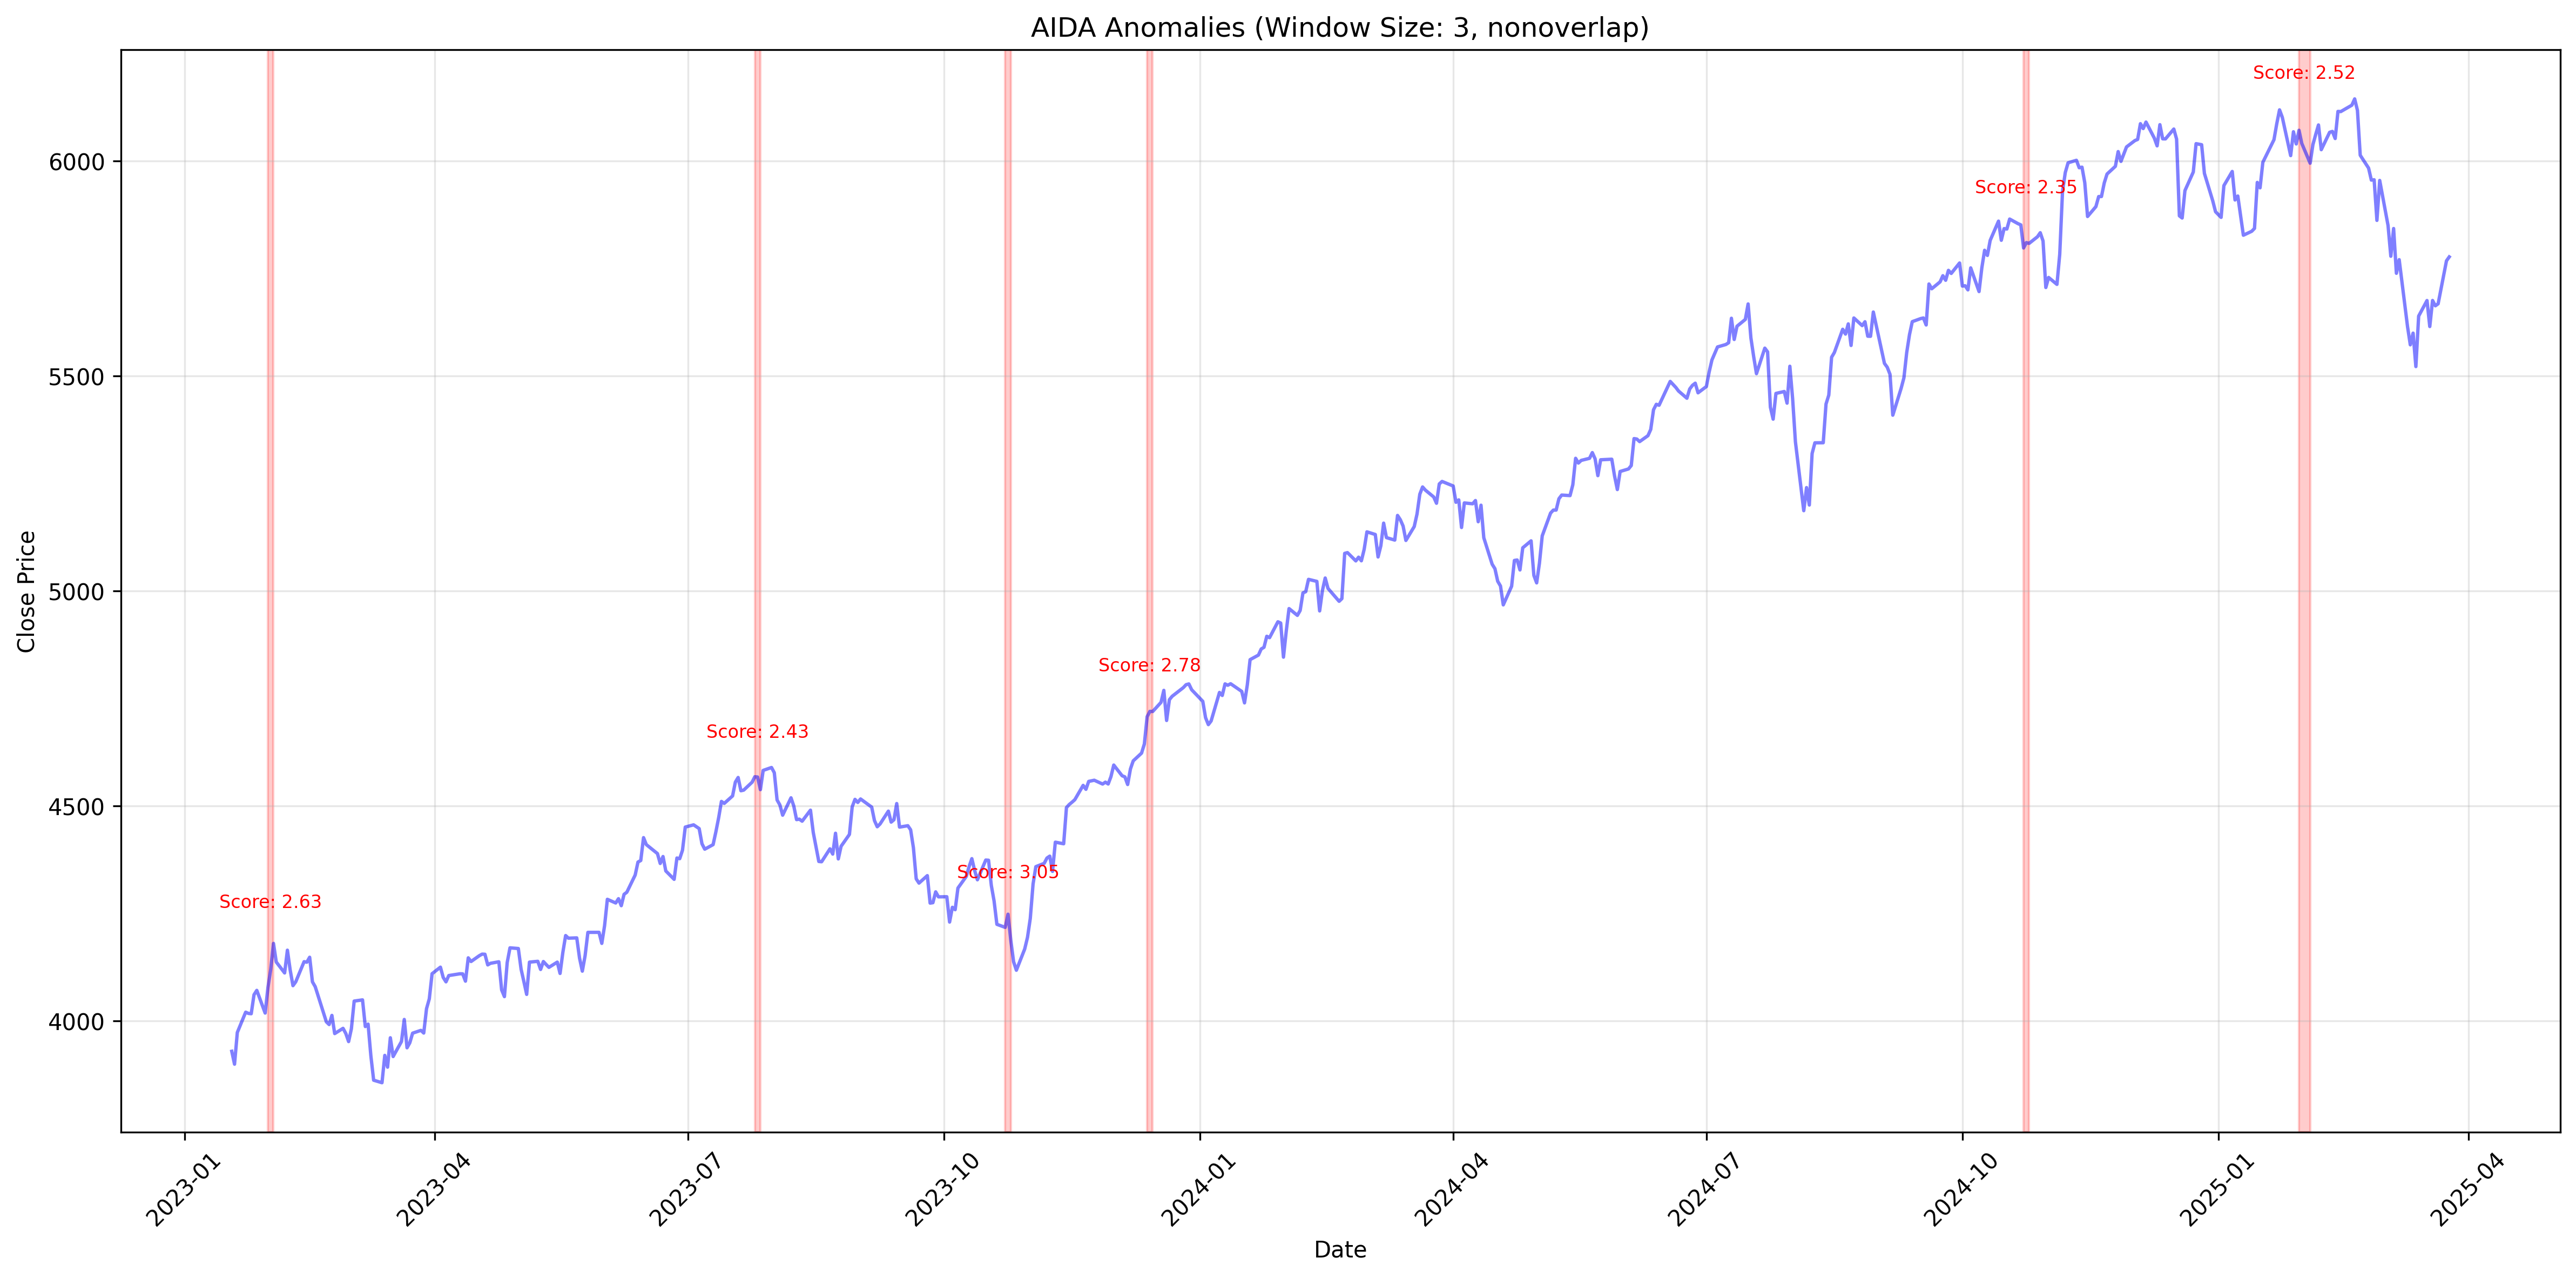 AIDA Anomalies (Window Size: 3, nonoverlap)
Score: 2.52
6000
Score: 2.35
5500
5000
Score: 2.78
Score: 2.43
4500
Score: 3.05
Score: 2.63
4000
Close Price
2023-01
2023-04
2023-07
2023-10
2024-01
2024-04
2024-07
2024-10
2025-01
2025-04
Date